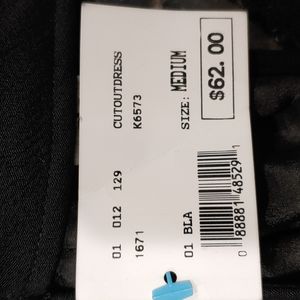 01 012 129 CUTOUTDRESS
1671 K6573
01 BLA SIZE: MEDIUM
0 88881 48529 1
$62.00